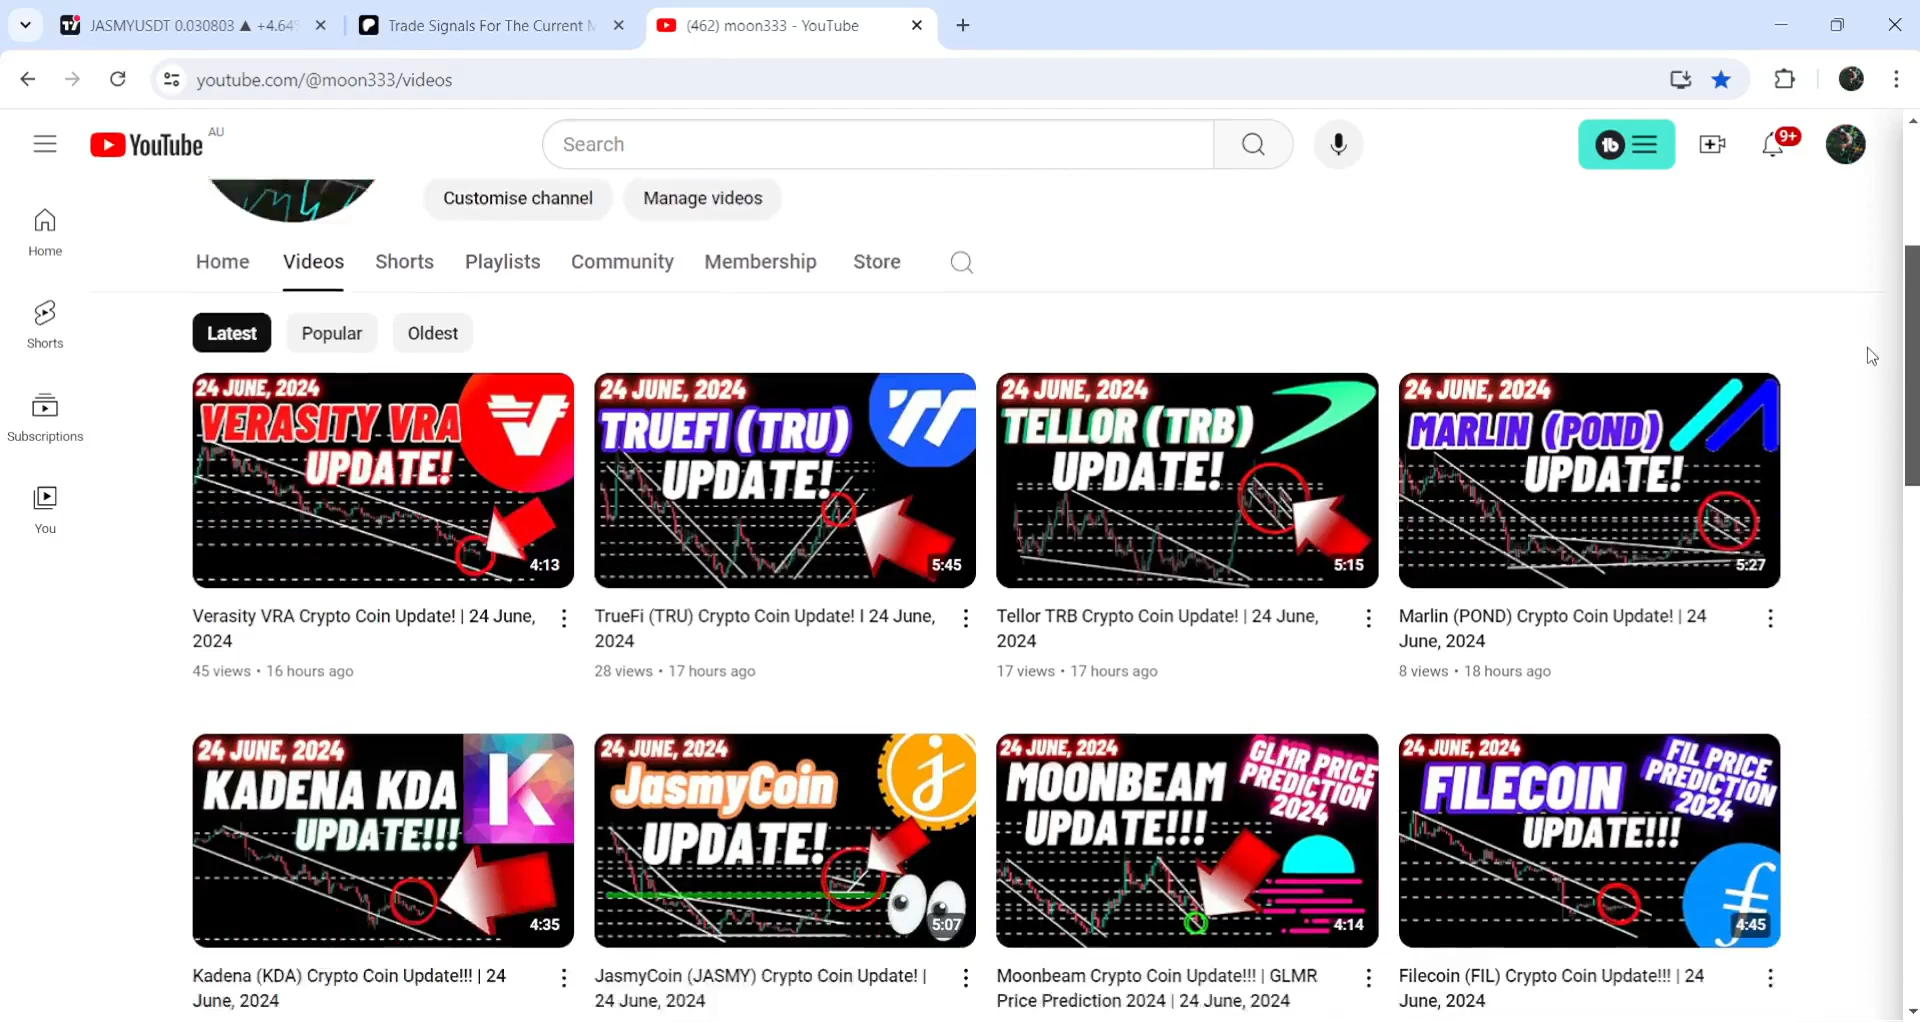 JASMYUSDT 0.030803 ▲ +4.64%
Trade Signals For The Current M
(462) moon333 - YouTube
youtube.com/@moon333/videos
YouTube AU
Search
9+
Customise channel
Manage videos
Home
Shorts
Subscriptions
You
Home Videos Shorts Playlists Community Membership Store
Latest Popular Oldest
24 JUNE, 2024
VERASITY VRA
UPDATE!
4:13
24 JUNE, 2024
TRUEFI (TRU)
UPDATE!
5:45
24 JUNE, 2024
TELLOR (TRB)
UPDATE!
5:15
24 JUNE, 2024
MARLIN (POND)
UPDATE!
5:27
Verasity VRA Crypto Coin Update! | 24 June,
2024
45 views • 16 hours ago
TrueFi (TRU) Crypto Coin Update! I 24 June,
2024
28 views • 17 hours ago
Tellor TRB Crypto Coin Update! | 24 June,
2024
17 views • 17 hours ago
Marlin (POND) Crypto Coin Update! | 24
June, 2024
8 views • 18 hours ago
24 JUNE, 2024
KADENA KDA
UPDATE!!!
4:35
24 JUNE, 2024
JasmyCoin
UPDATE!
5:07
24 JUNE, 2024
MOONBEAM
UPDATE!!!
GLMR PRICE
PREDICTION
2024
4:14
24 JUNE, 2024
FILECOIN
UPDATE!!!
FIL PRICE
PREDICTION
2024
4:45
Kadena (KDA) Crypto Coin Update!!! | 24
June, 2024
JasmyCoin (JASMY) Crypto Coin Update! |
24 June, 2024
Moonbeam Crypto Coin Update!!! | GLMR
Price Prediction 2024 | 24 June, 2024
Filecoin (FIL) Crypto Coin Update!!! | 24
June, 2024